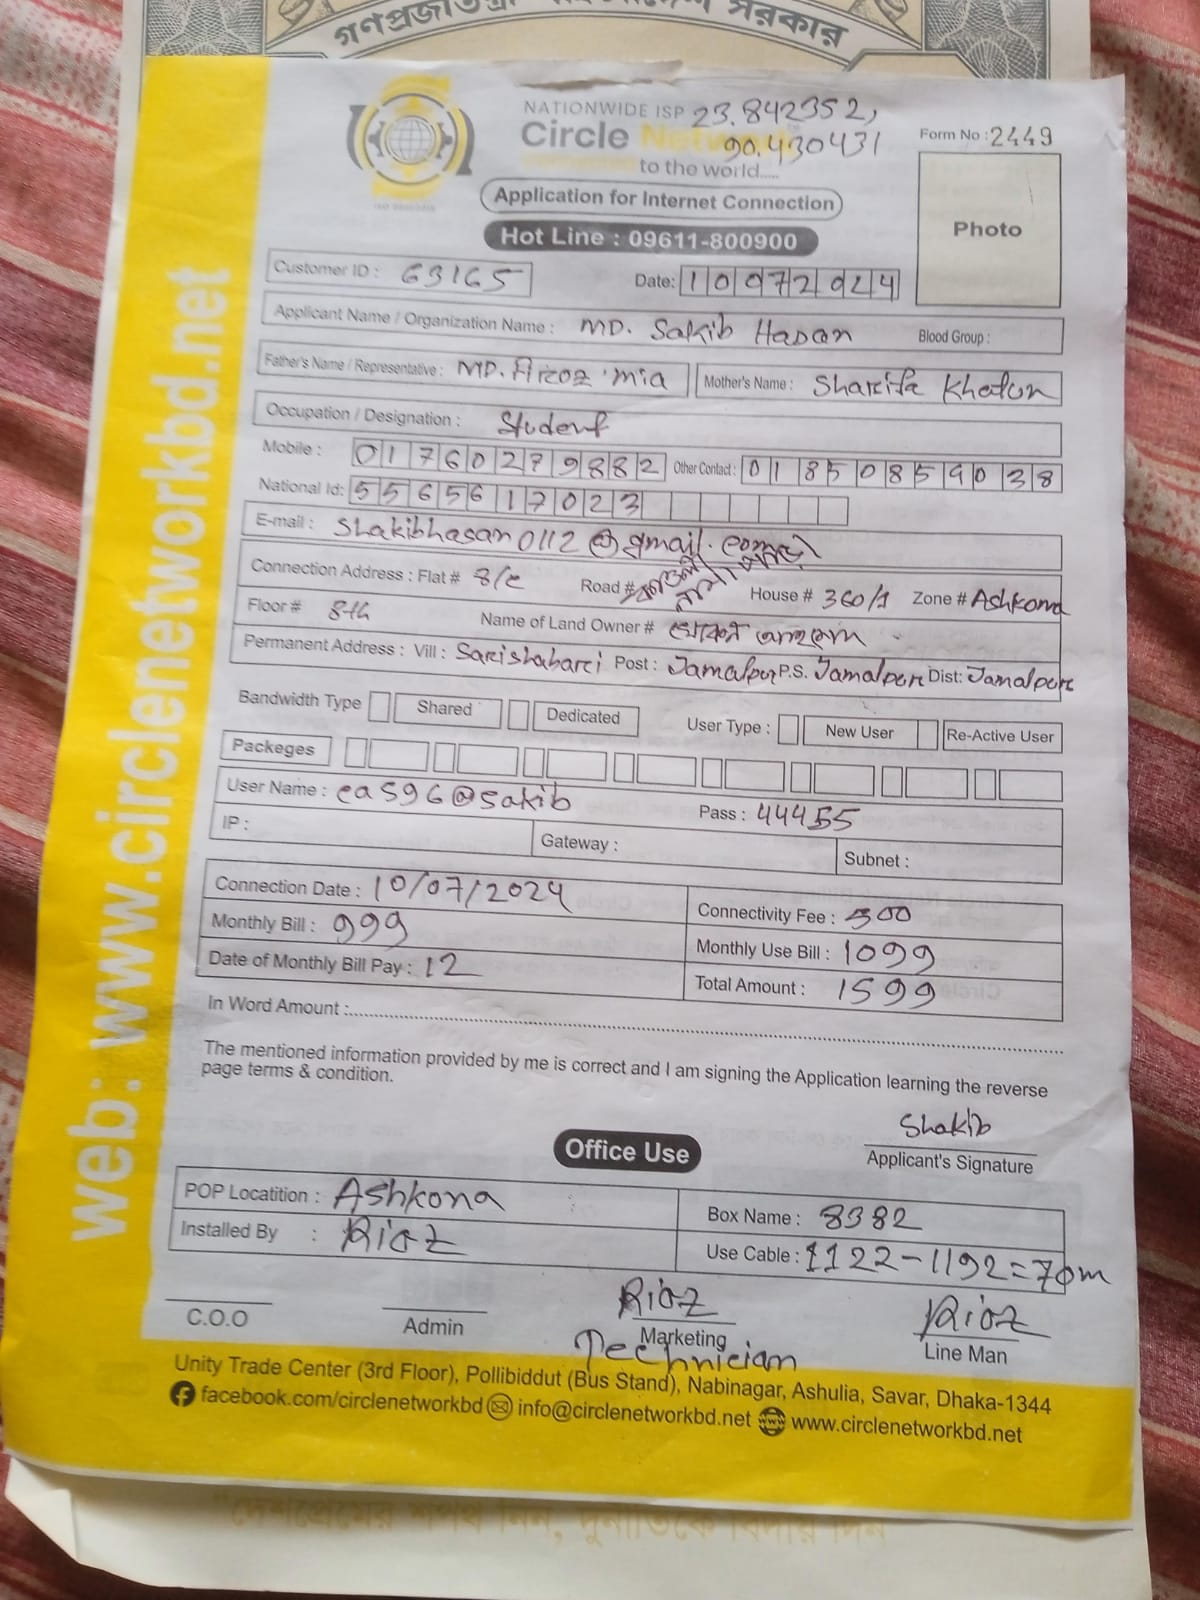 গণপ্রজাতন্ত্রী বাংলাদেশ সরকার
NATIONWIDE ISP 23.842352,
Circle Network 90.430431
to the world.....
Form No : 2449
Application for Internet Connection
Photo
Hot Line : 09611-800900
Customer ID : 63165 Date: 10072024
Applicant Name / Organization Name : MD. Sakib Hasan Blood Group :
Father's Name / Representative : MD. Firoz mia Mother's Name : Sharifa Khatun
Occupation / Designation : Student
Mobile : 01760279882 Other Contact : 01850859038
National Id: 5565617023
E-mail : Shakibhasan0112@gmail.com
Connection Address : Flat # 8/c Road # House # 360/1 Zone # Ashkona
Floor # 8th Name of Land Owner #
Permanent Address : Vill : Sarishabari Post : Jamalpur P.S. Jamalpur Dist: Jamalpur
Bandwidth Type Shared Dedicated User Type : New User Re-Active User
Packeges
User Name : cas96@sakib Pass : 44455
IP : Gateway : Subnet :
Connection Date : 10/07/2024 Connectivity Fee : 500
Monthly Bill : 999 Monthly Use Bill : 1099
Date of Monthly Bill Pay : 12 Total Amount : 1599
In Word Amount :
The mentioned information provided by me is correct and I am signing the Application learning the reverse
page terms & condition.
Shakib
Applicant's Signature
Office Use
POP Locatition : Ashkona Box Name : 8382
Installed By : Riaz Use Cable : 1122-1192=70m
Riaz Riaz
C.O.O Admin Marketing Line Man
Technician
Unity Trade Center (3rd Floor), Pollibiddut (Bus Stand), Nabinagar, Ashulia, Savar, Dhaka-1344
facebook.com/circlenetworkbd info@circlenetworkbd.net www.circlenetworkbd.net
web: www.circlenetworkbd.net
"দেশপ্রেমের শপথ নিন, দুর্নীতিকে বিদায় দিন"